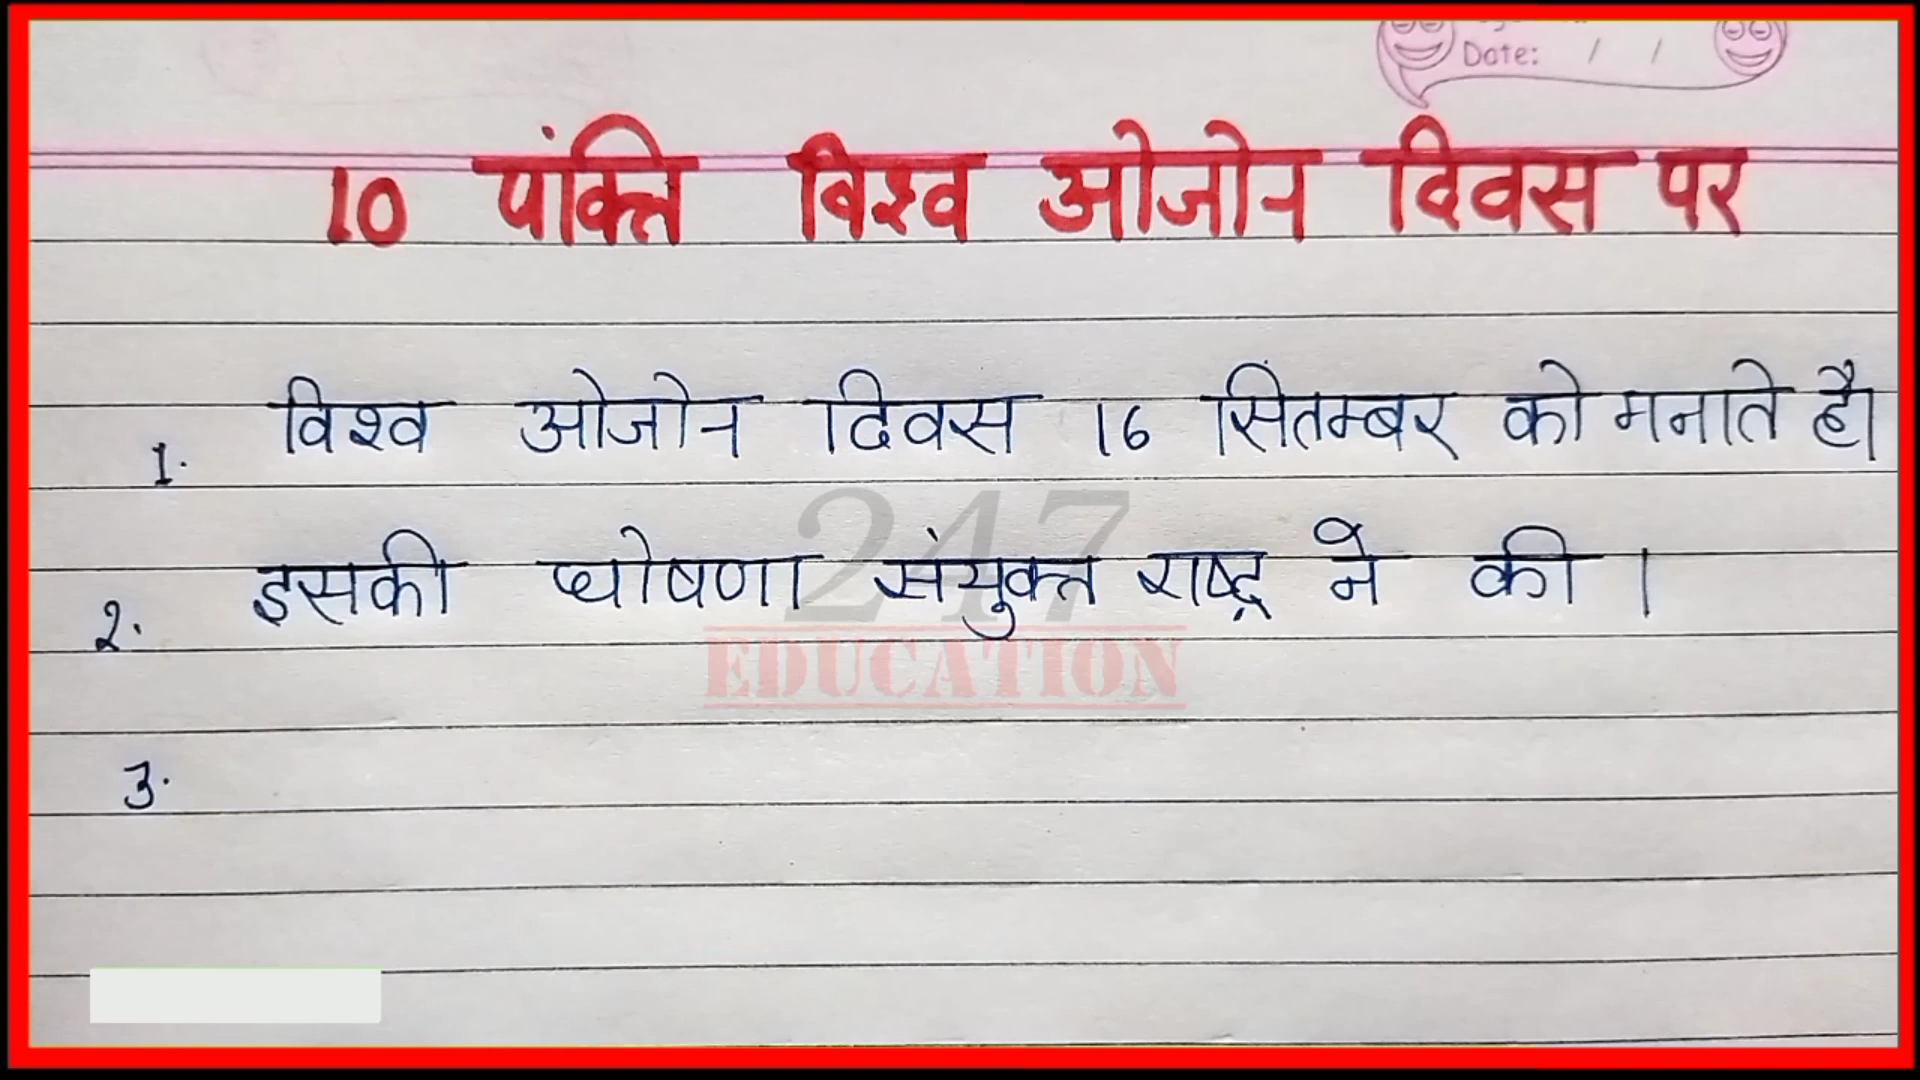 Date: / /
10 पंक्ति विश्व ओजोन दिवस पर
1. विश्व ओजोन दिवस 16 सितम्बर को मनाते है।
2. इसकी घोषणा संयुक्त राष्ट्र ने की ।
247
EDUCATION
3.